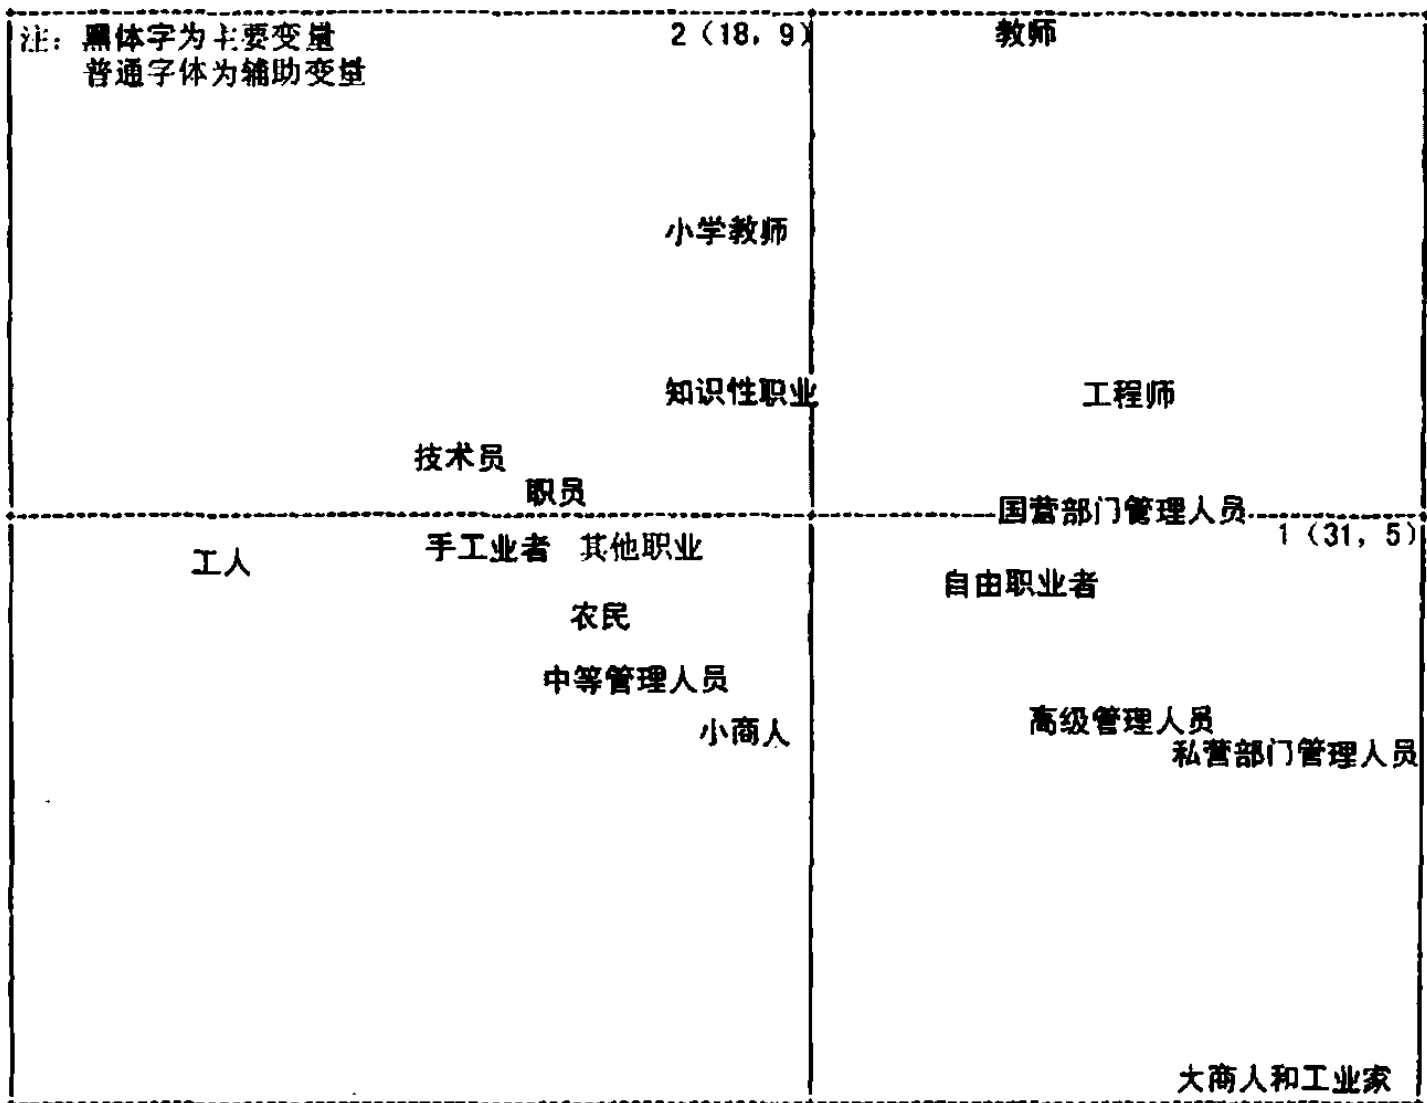 注：黑体字为主要变量
普通字体为辅助变量
2（18，9）
教师
小学教师
知识性职业
工程师
技术员
职员
国营部门管理人员
1（31，5）
工人
手工业者
其他职业
自由职业者
农民
中等管理人员
小商人
高级管理人员
私营部门管理人员
大商人和工业家